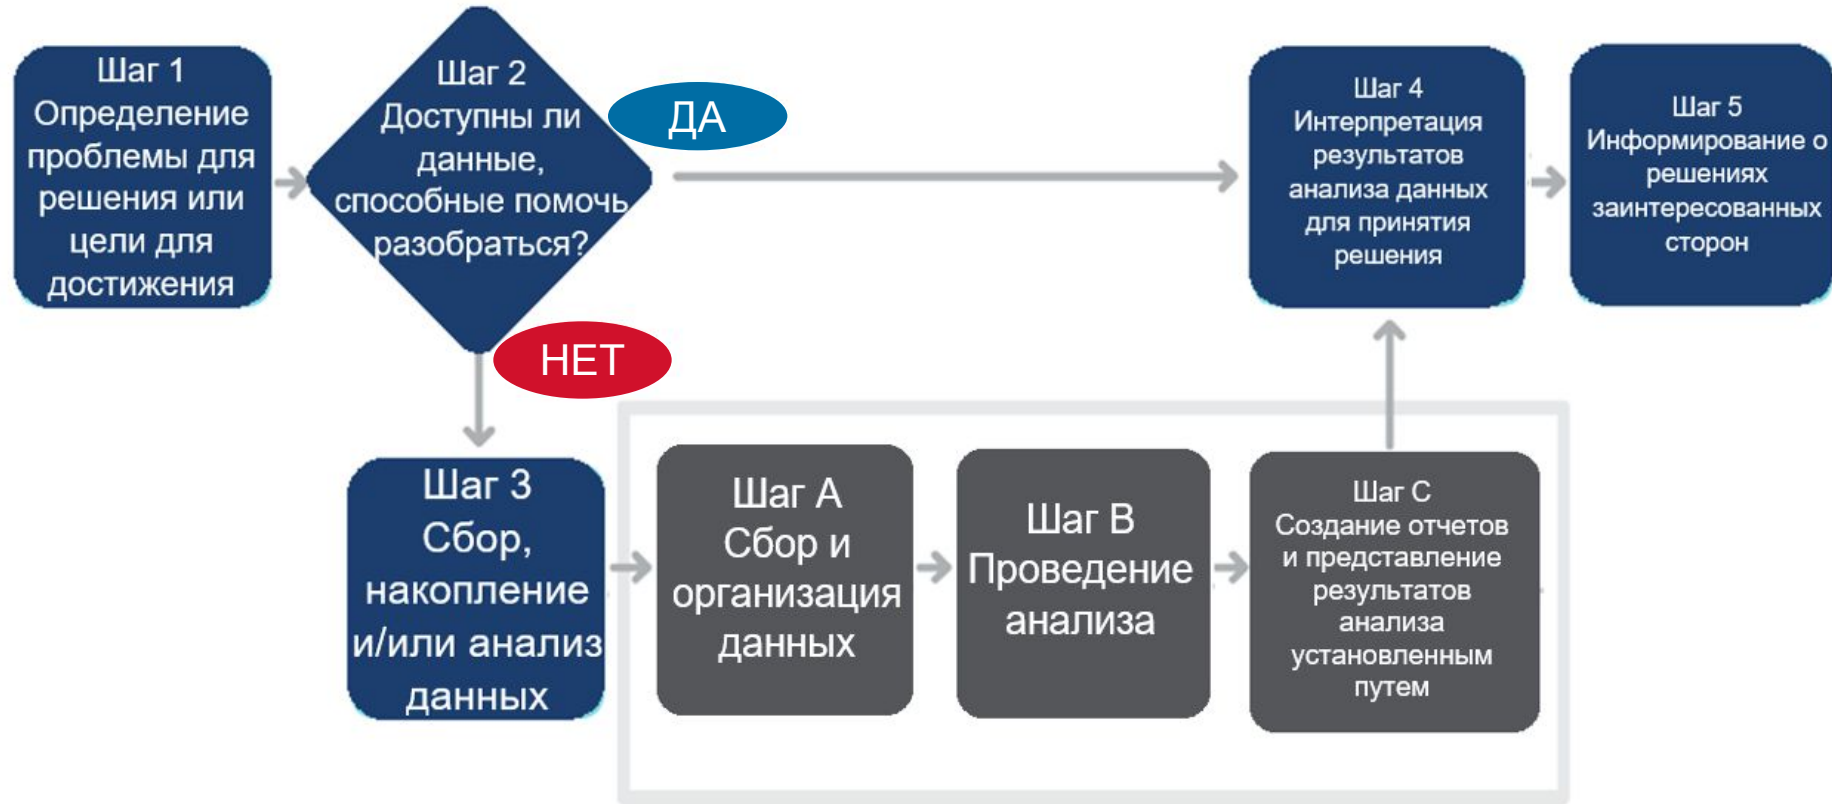 Шаг 1
Определение
проблемы для
решения или
цели для
достижения
Шаг 2
Доступны ли
данные,
способные помочь
разобраться?
ДА
НЕТ
Шаг 3
Сбор,
накопление
и/или анализ
данных
Шаг A
Сбор и
организация
данных
Шаг B
Проведение
анализа
Шаг C
Создание отчетов
и представление
результатов
анализа
установленным
путем
Шаг 4
Интерпретация
результатов
анализа данных
для принятия
решения
Шаг 5
Информирование о
решениях
заинтересованных
сторон